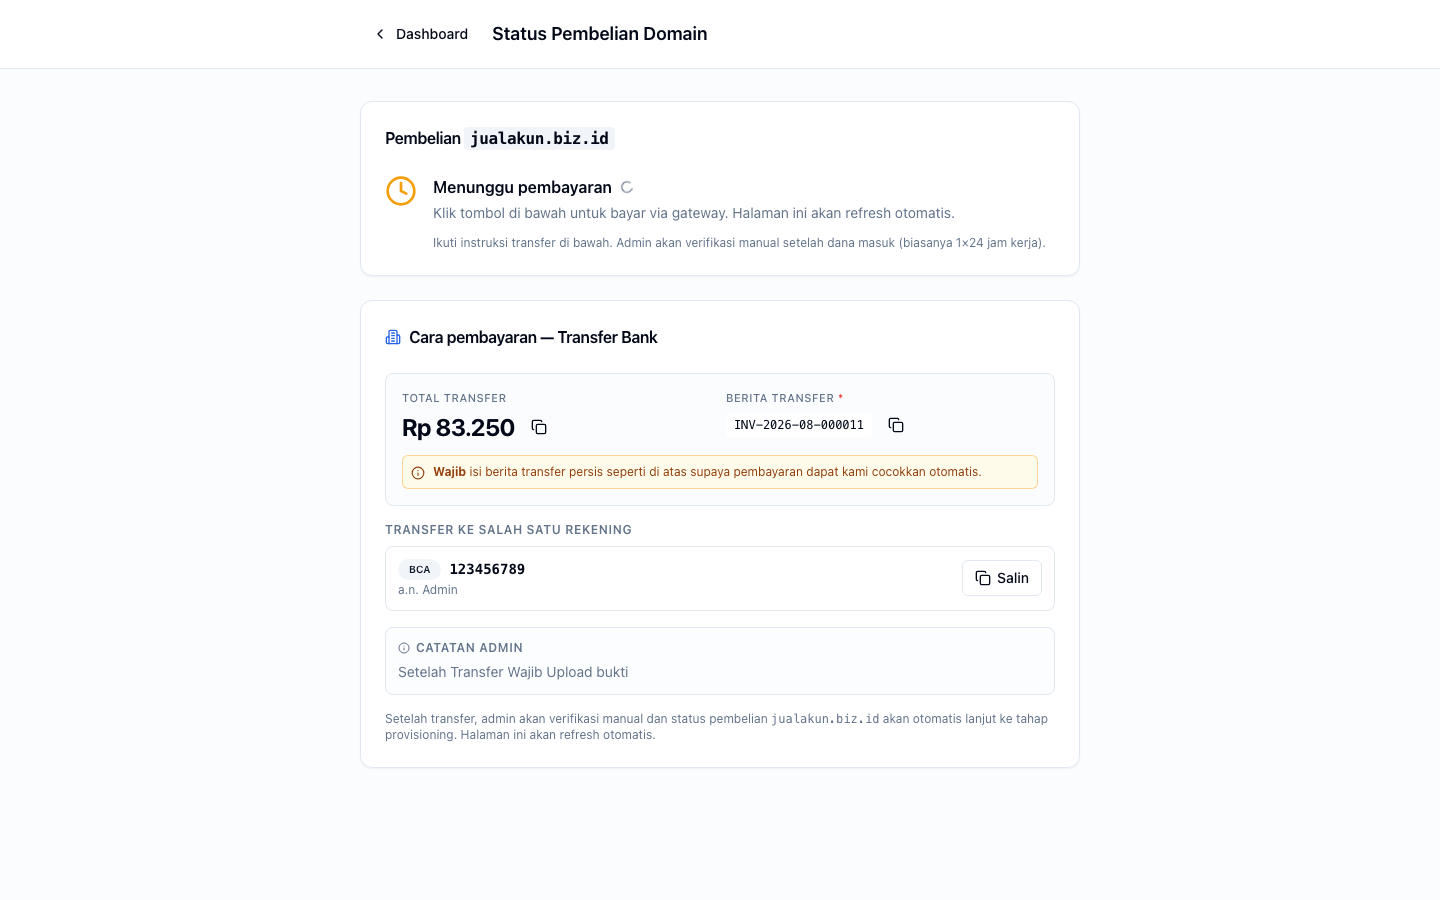 Dashboard
Status Pembelian Domain
Pembelian jualakun.biz.id
Menunggu pembayaran
Klik tombol di bawah untuk bayar via gateway. Halaman ini akan refresh otomatis.
Ikuti instruksi transfer di bawah. Admin akan verifikasi manual setelah dana masuk (biasanya 1×24 jam kerja).
Cara pembayaran — Transfer Bank
TOTAL TRANSFER
Rp 83.250
BERITA TRANSFER *
INV-2026-08-000011
Wajib isi berita transfer persis seperti di atas supaya pembayaran dapat kami cocokkan otomatis.
TRANSFER KE SALAH SATU REKENING
BCA 123456789
a.n. Admin
Salin
CATATAN ADMIN
Setelah Transfer Wajib Upload bukti
Setelah transfer, admin akan verifikasi manual dan status pembelian jualakun.biz.id akan otomatis lanjut ke tahap
provisioning. Halaman ini akan refresh otomatis.